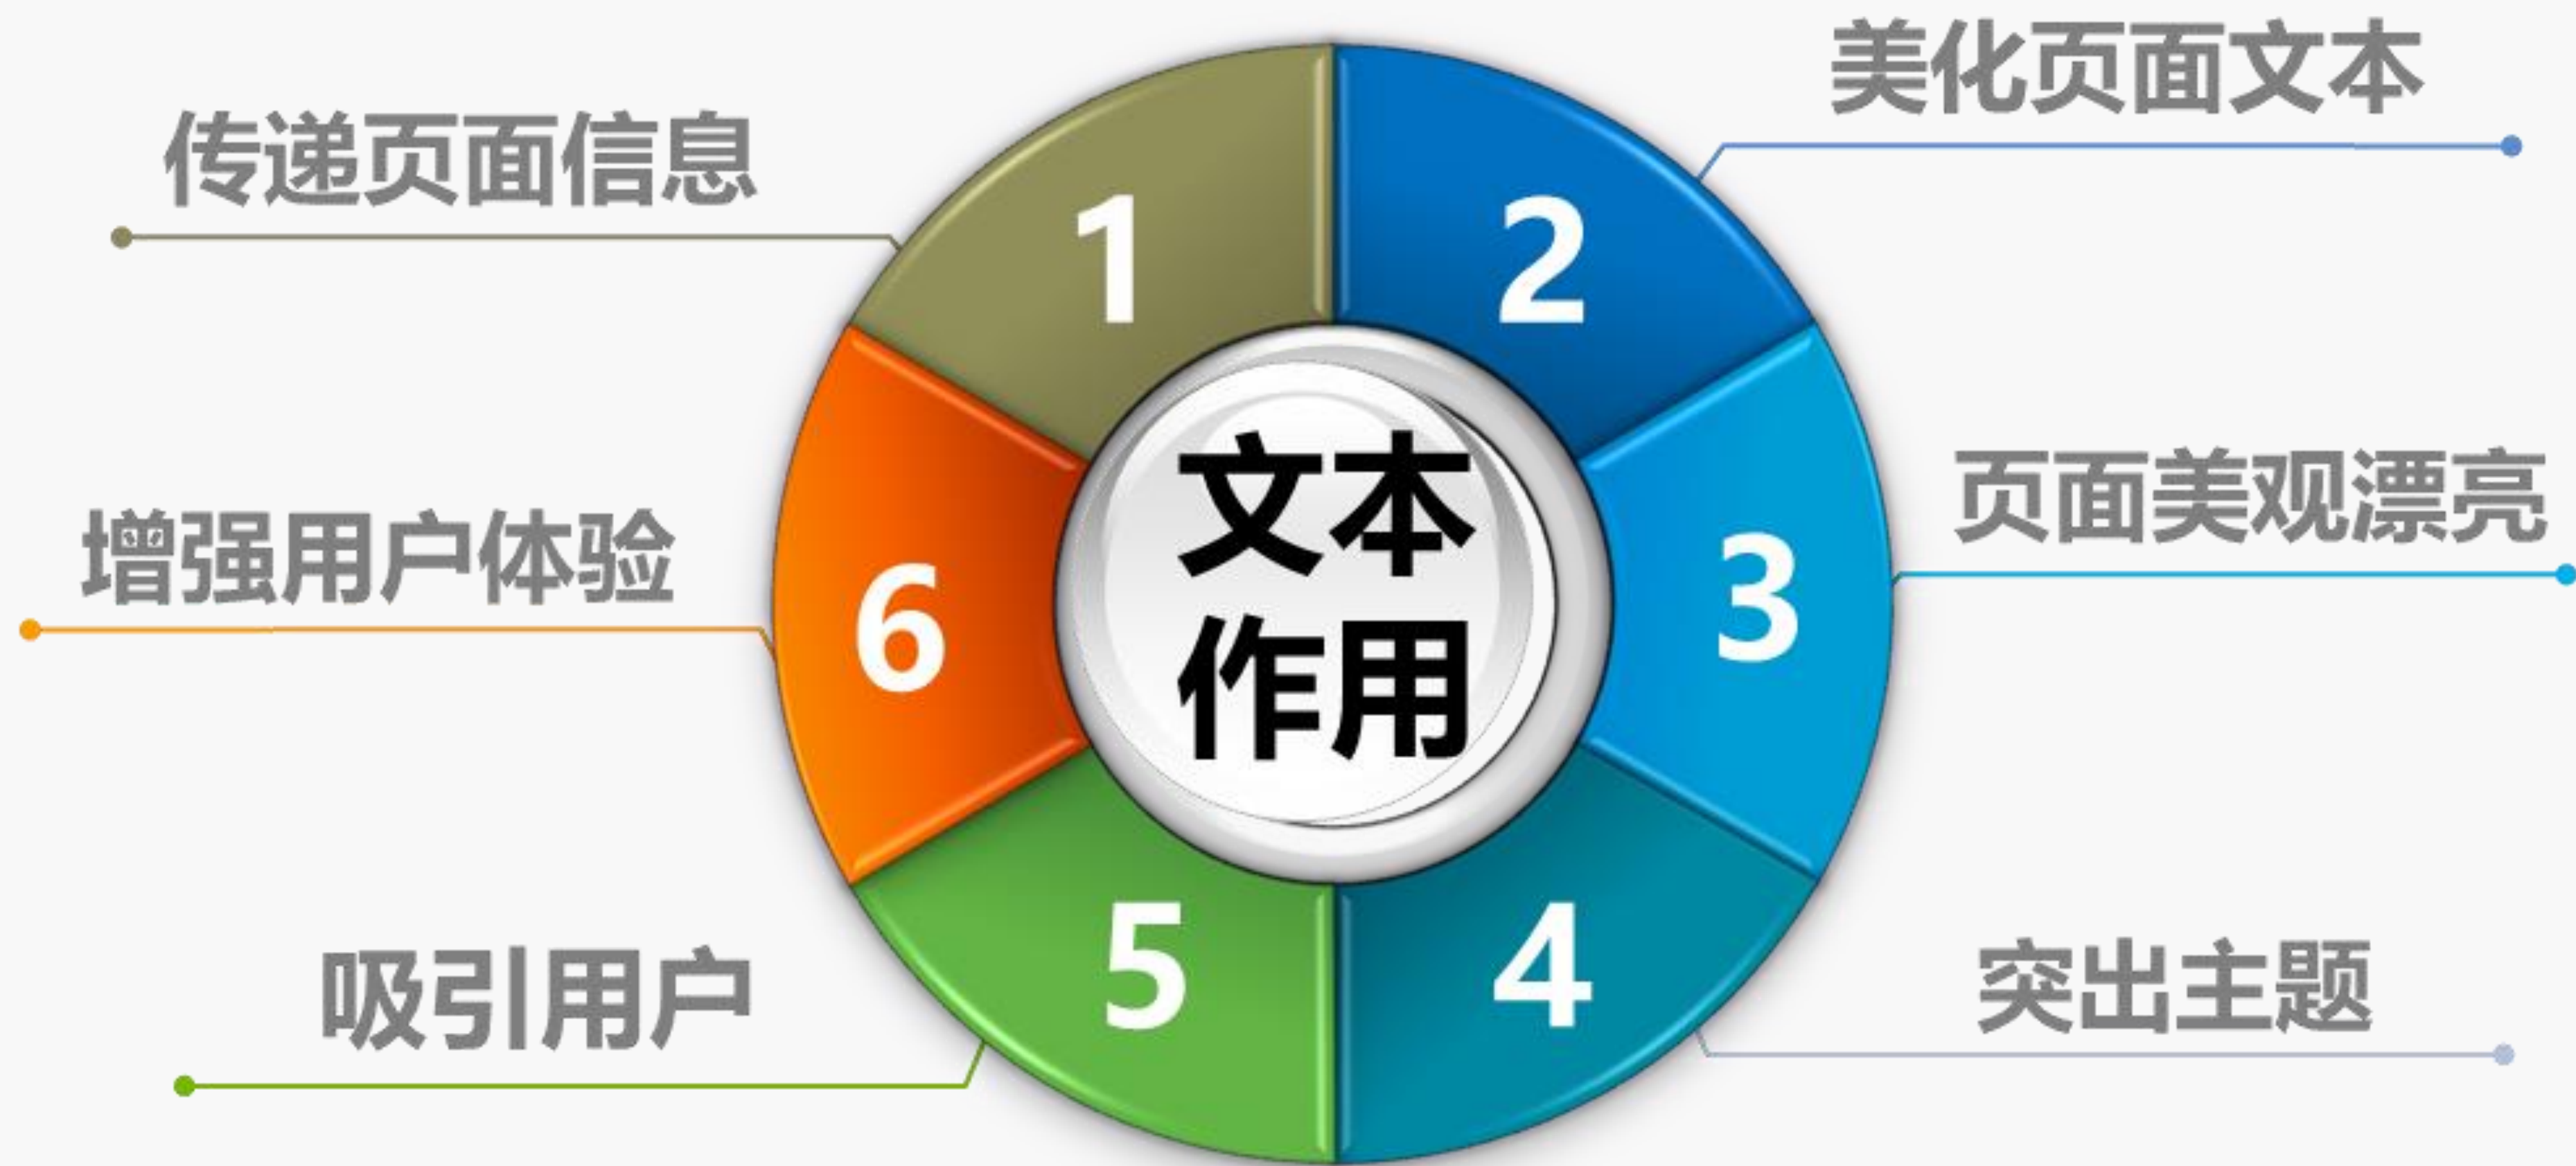 传递页面信息
1
2
美化页面文本
增强用户体验
6
文本
作用
3
页面美观漂亮
吸引用户
5
4
突出主题